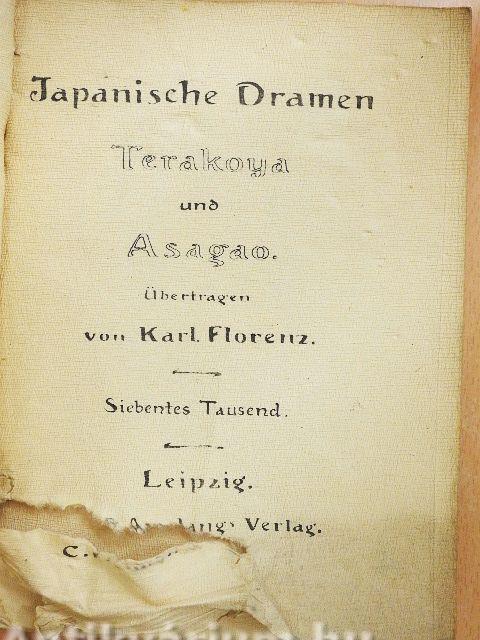 Japanische Dramen
Terakoya
und
Asagao.
Übertragen
von Karl Florenz.
Siebentes Tausend.
Leipzig.
Verlag.
C.